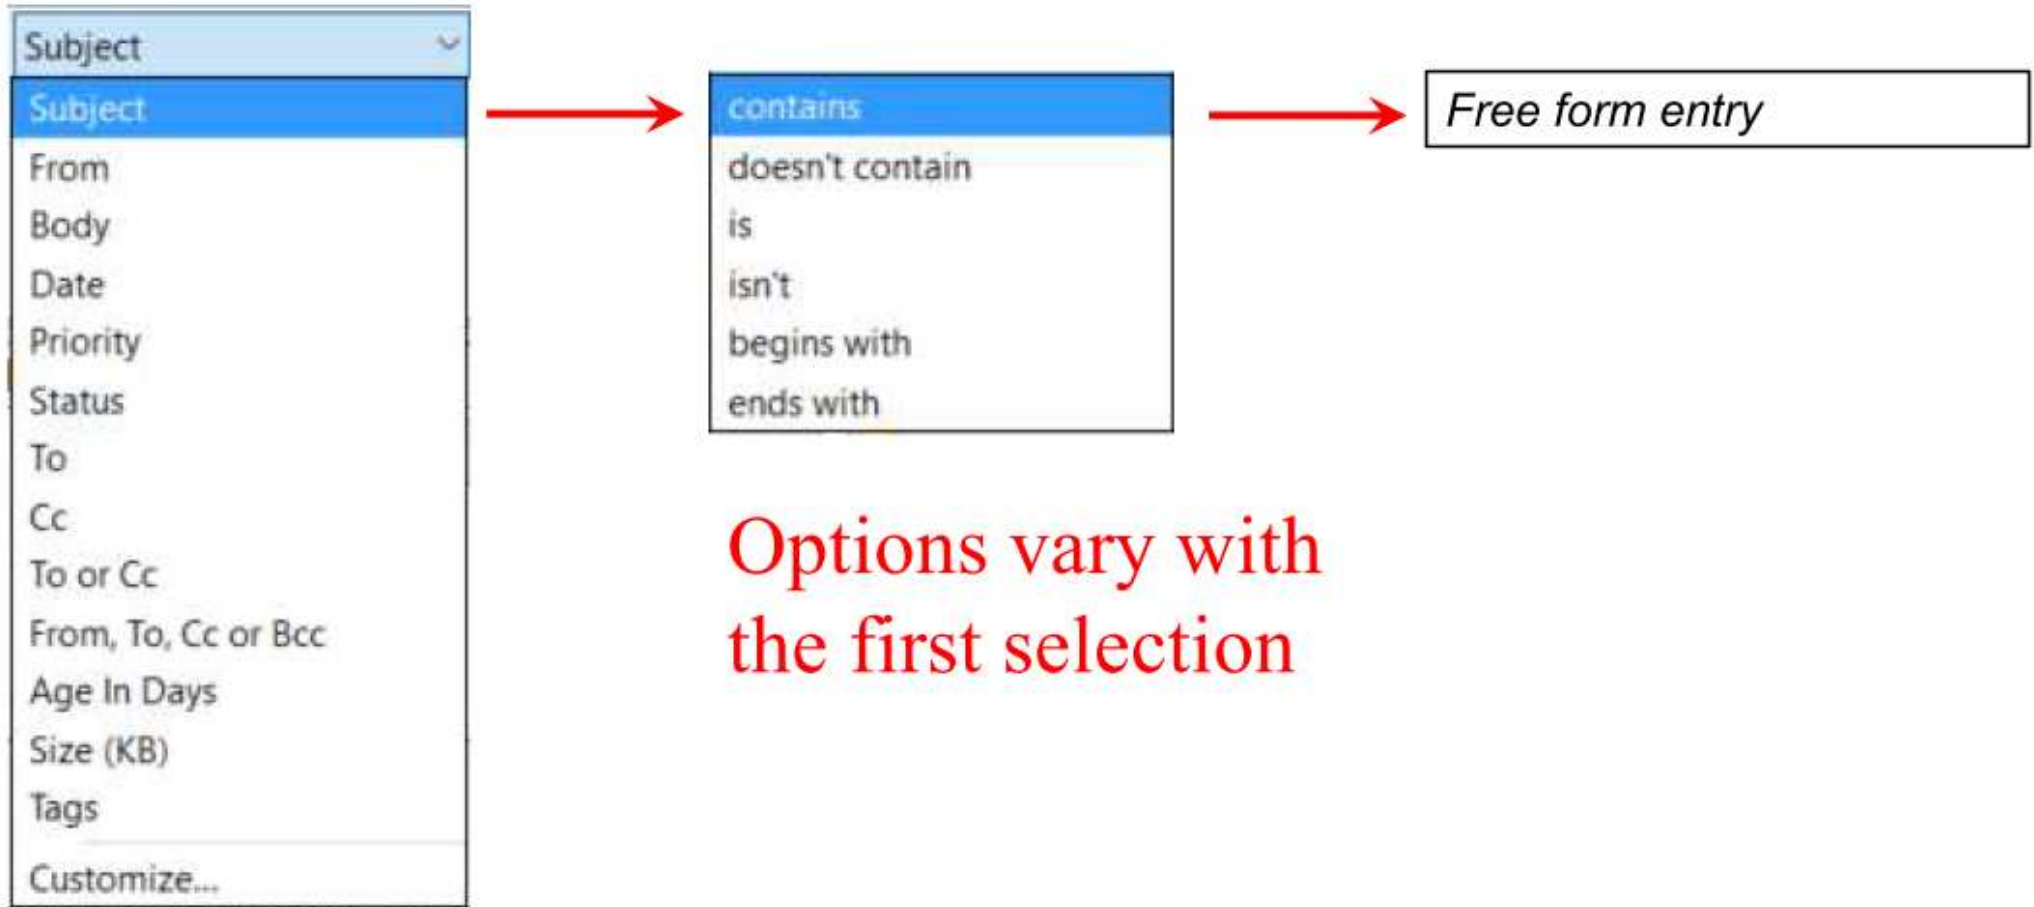 Subject
Subject
From
Body
Date
Priority
Status
To
Cc
To or Cc
From, To, Cc or Bcc
Age In Days
Size (KB)
Tags
Customize...
contains
doesn't contain
is
isn't
begins with
ends with
Free form entry
Options vary with
the first selection